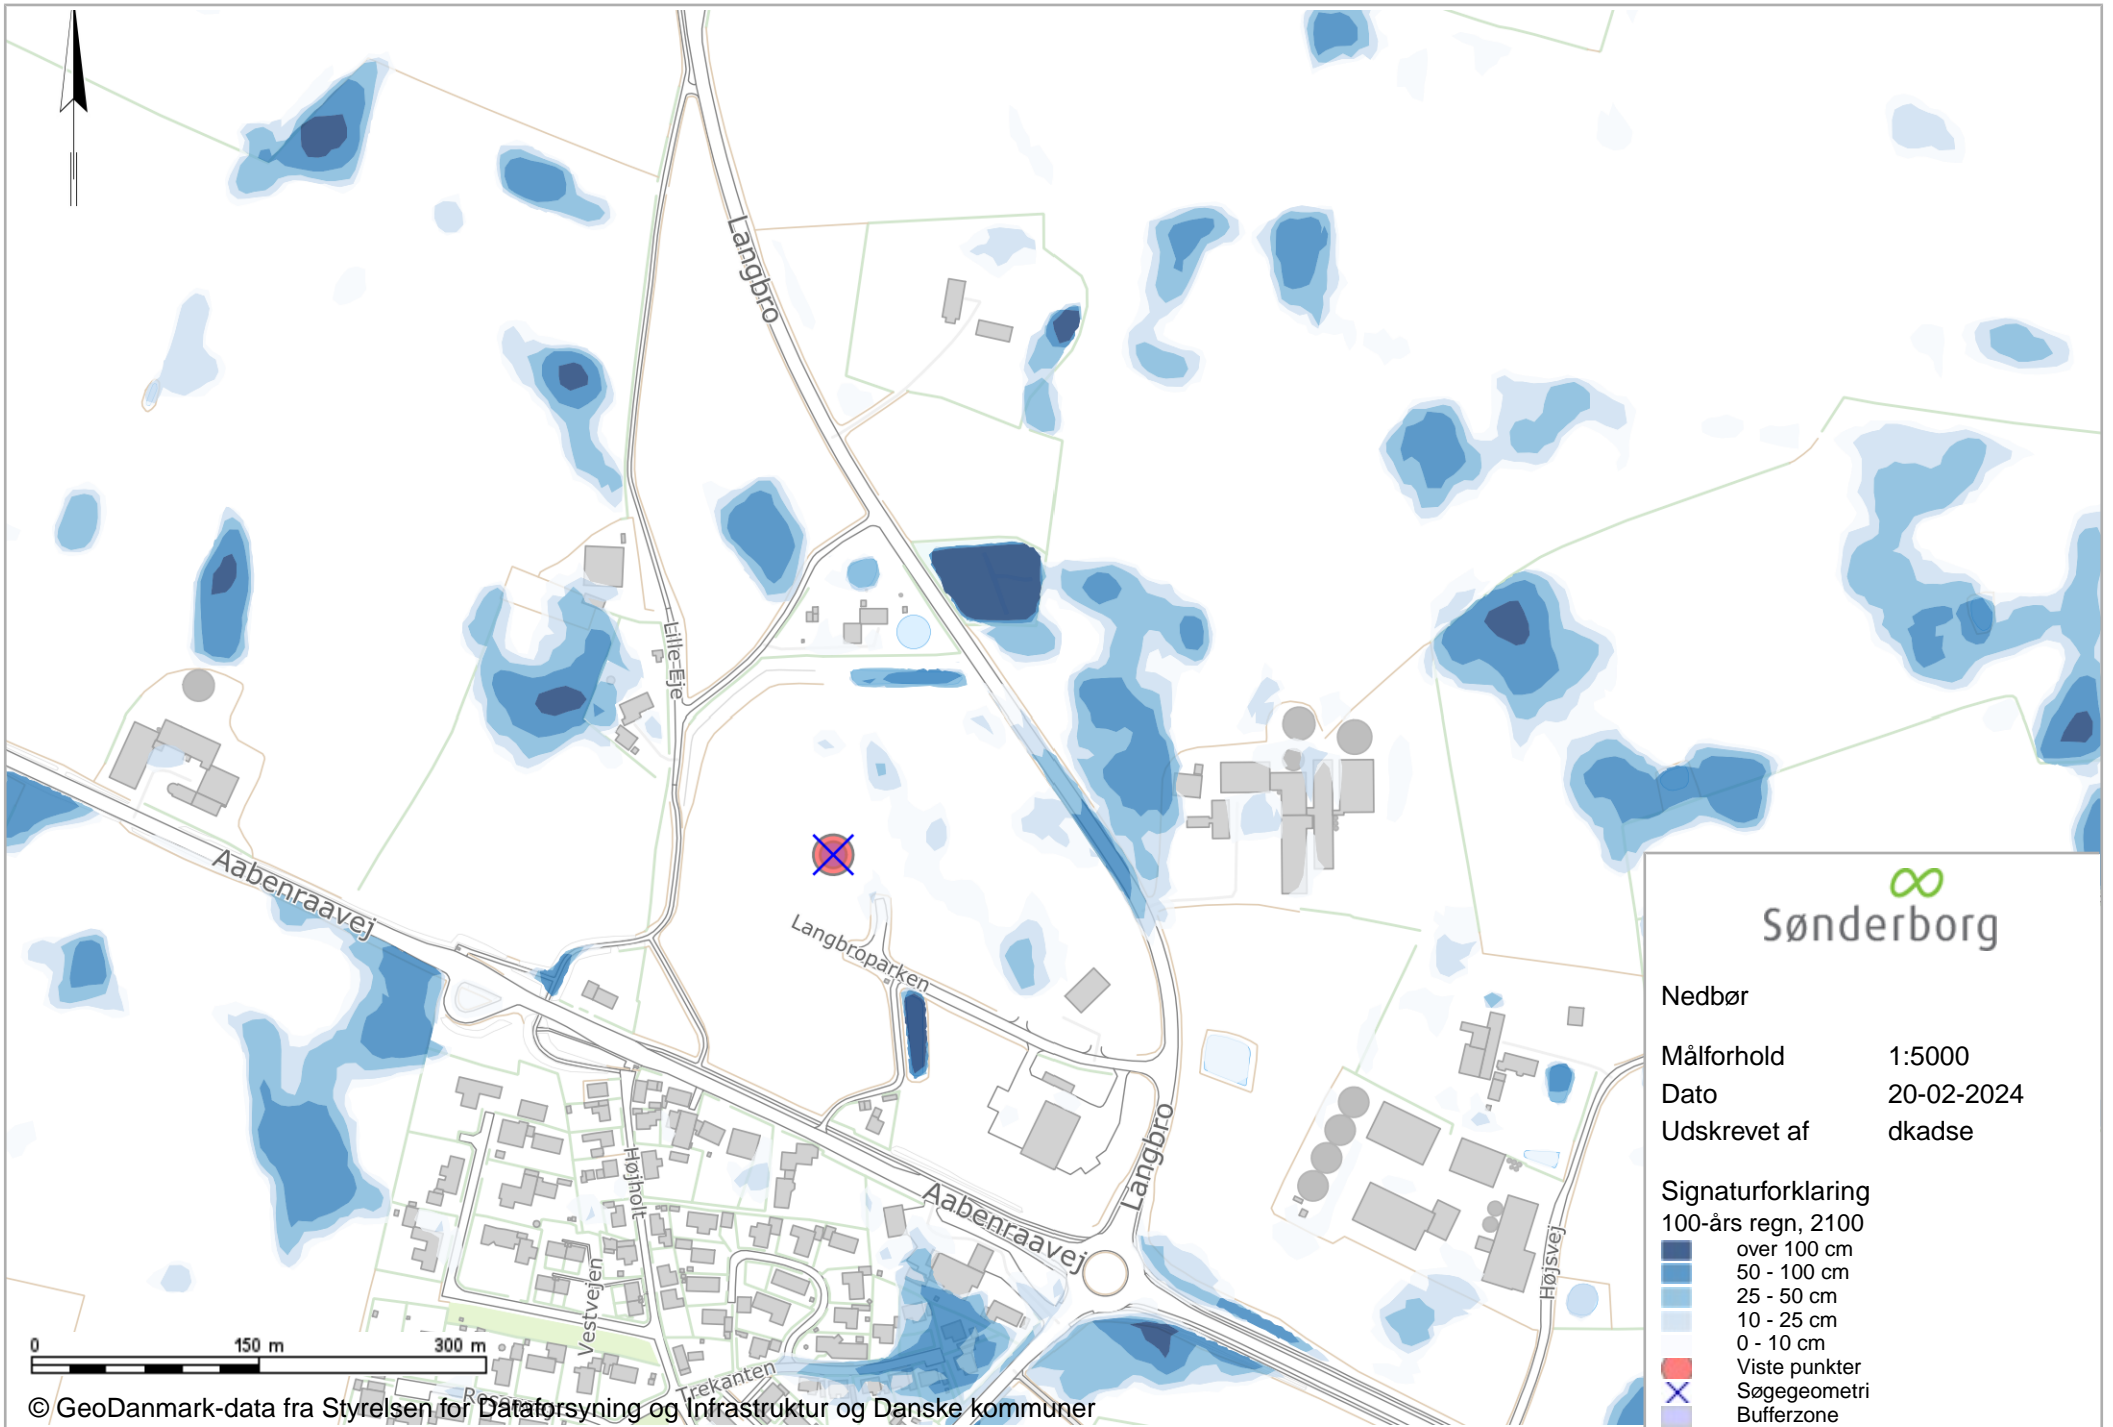 Langbro
Lille-Eje
Aabenraavej
Langbroparken
Højholt
Langbro
Aabenraavej
Vestvejen
Højsvej
Trekanten
0 150 m 300 m
© GeoDanmark-data fra Styrelsen for Dataforsyning og Infrastruktur og Danske kommuner
Sønderborg
Nedbør
Målforhold 1:5000
Dato 20-02-2024
Udskrevet af dkadse
Signaturforklaring
100-års regn, 2100
over 100 cm
50 - 100 cm
25 - 50 cm
10 - 25 cm
0 - 10 cm
Viste punkter
Søgegeometri
Bufferzone